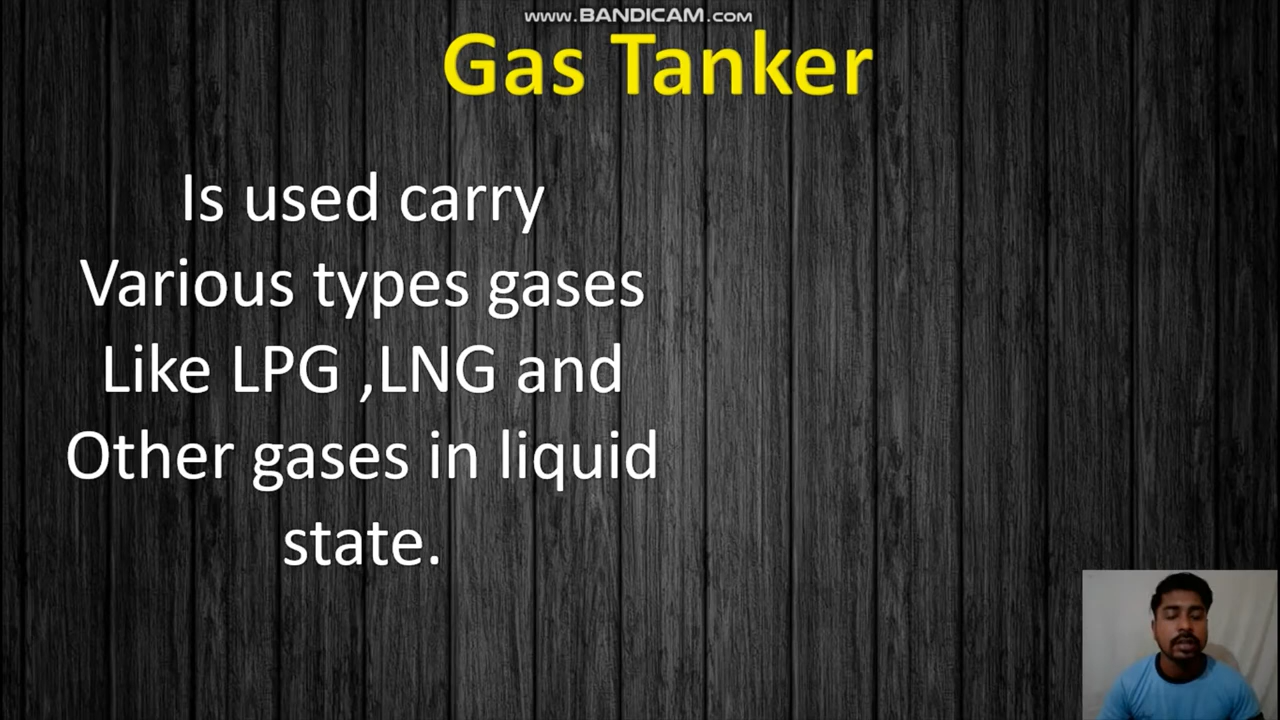 www.BANDICAM.com
Gas Tanker
Is used carry
Various types gases
Like LPG ,LNG and
Other gases in liquid
state.